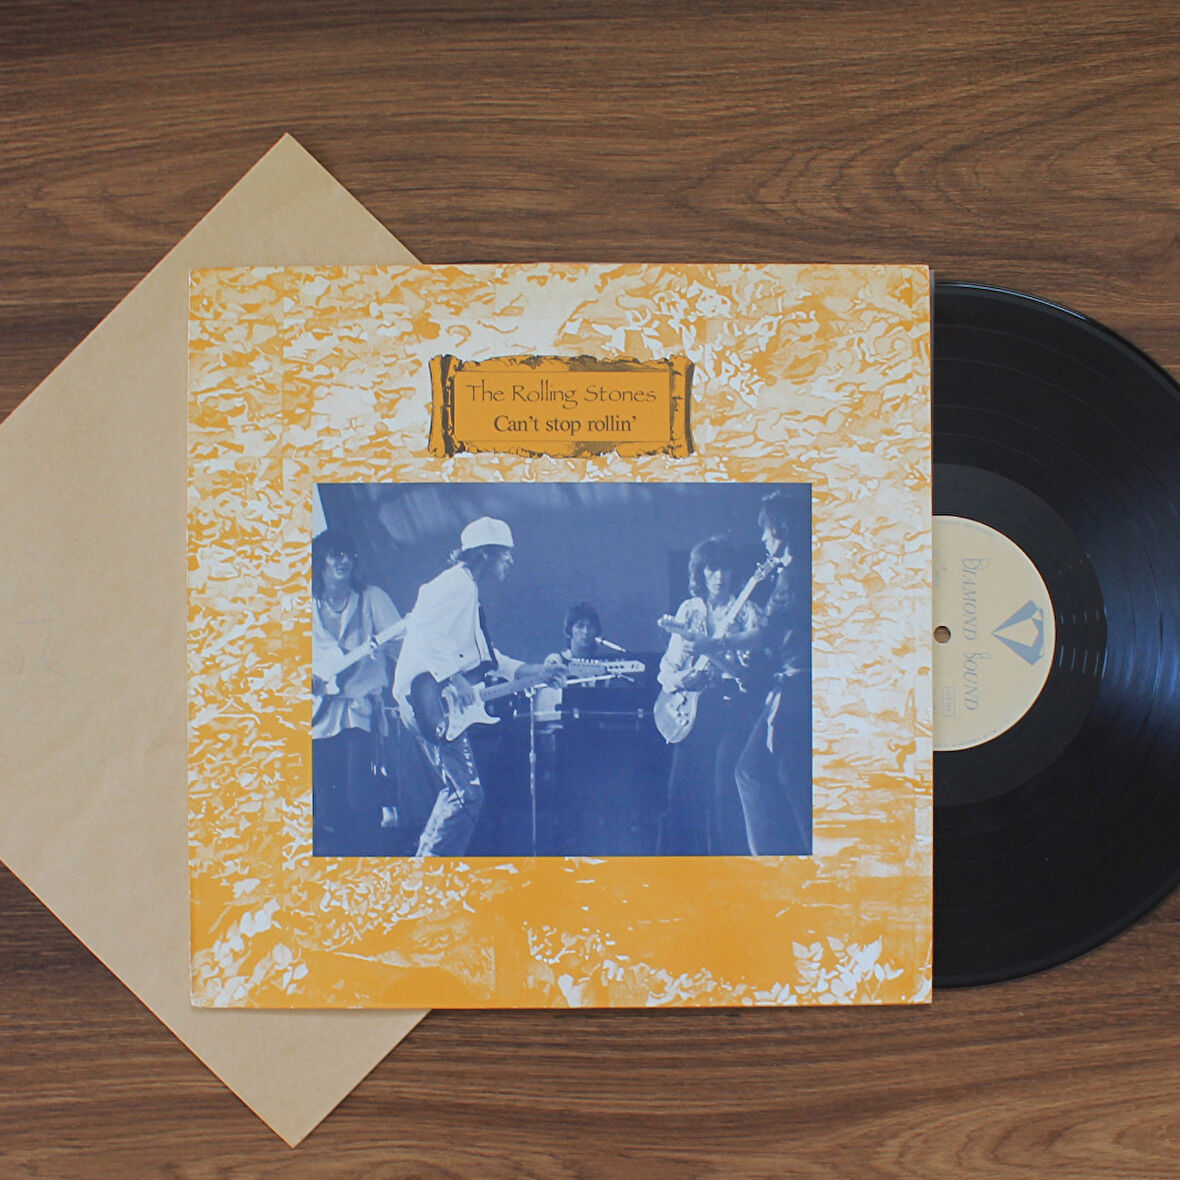 The Rolling Stones
Can't stop rollin'
DIAMOND SOUND